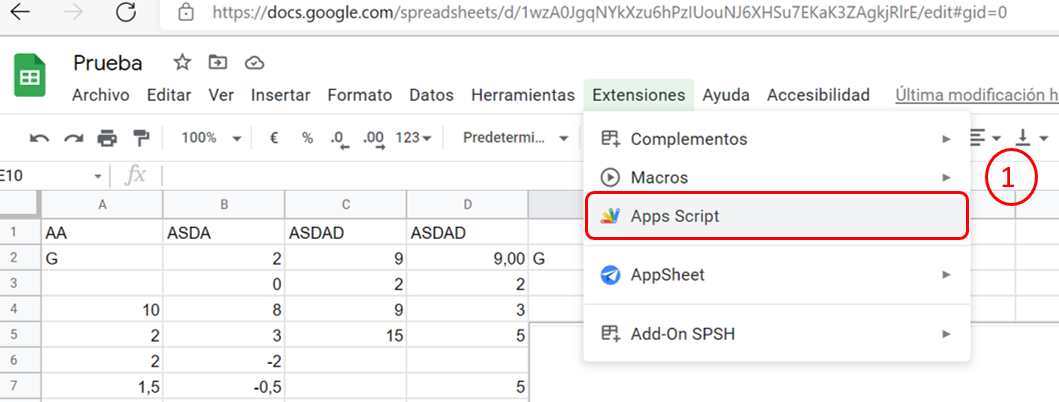 https://docs.google.com/spreadsheets/d/1wzA0JgqNYkXzu6hPzIUouNJ6XHSu7EKaK3ZAgkjRlrE/edit#gid=0
Prueba
Archivo Editar Ver Insertar Formato Datos Herramientas Extensiones Ayuda Accesibilidad Última modificación h
100% € % .0 .00 123 Predetermi...
Complementos
E10 fx
Macros 1
A B C D
Apps Script
1 AA ASDA ASDAD ASDAD
2 G 2 9 9,00 G
AppSheet
3 0 2 2
4 10 8 9 3
5 2 3 15 5
Add-On SPSH
6 2 -2
7 1,5 -0,5 5